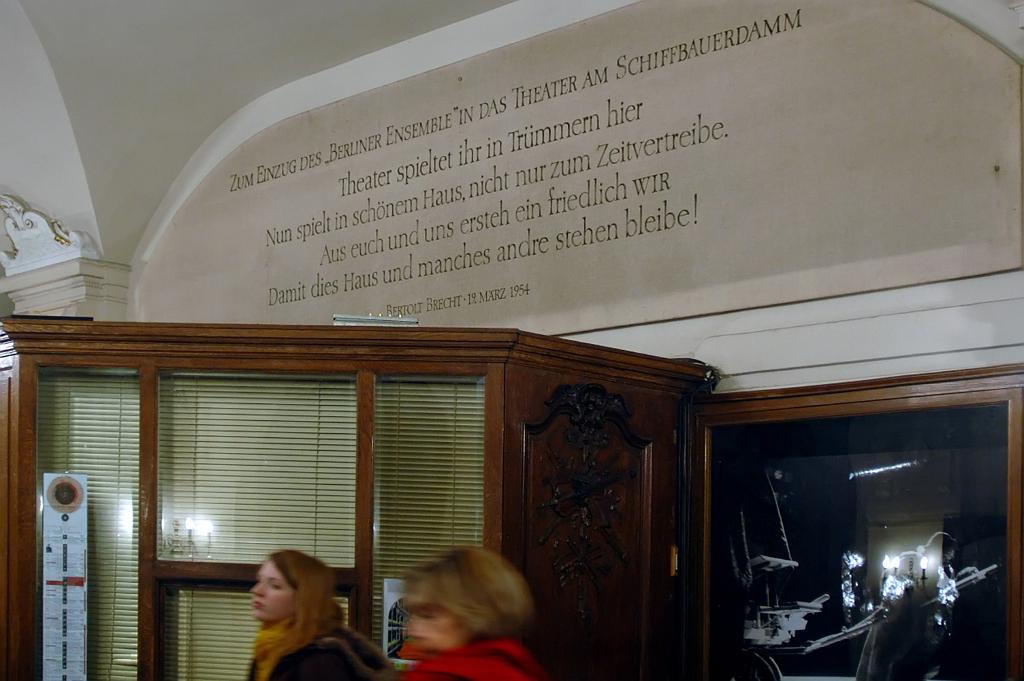 ZUM EINZUG DES „BERLINER ENSEMBLE" IN DAS THEATER AM SCHIFFBAUERDAMM
Theater spieltet ihr in Trümmern hier
Nun spielt in schönem Haus, nicht nur zum Zeitvertreibe.
Aus euch und uns ersteh ein friedlich WIR
Damit dies Haus und manches andre stehen bleibe!
BERTOLT BRECHT · 19. MÄRZ 1954